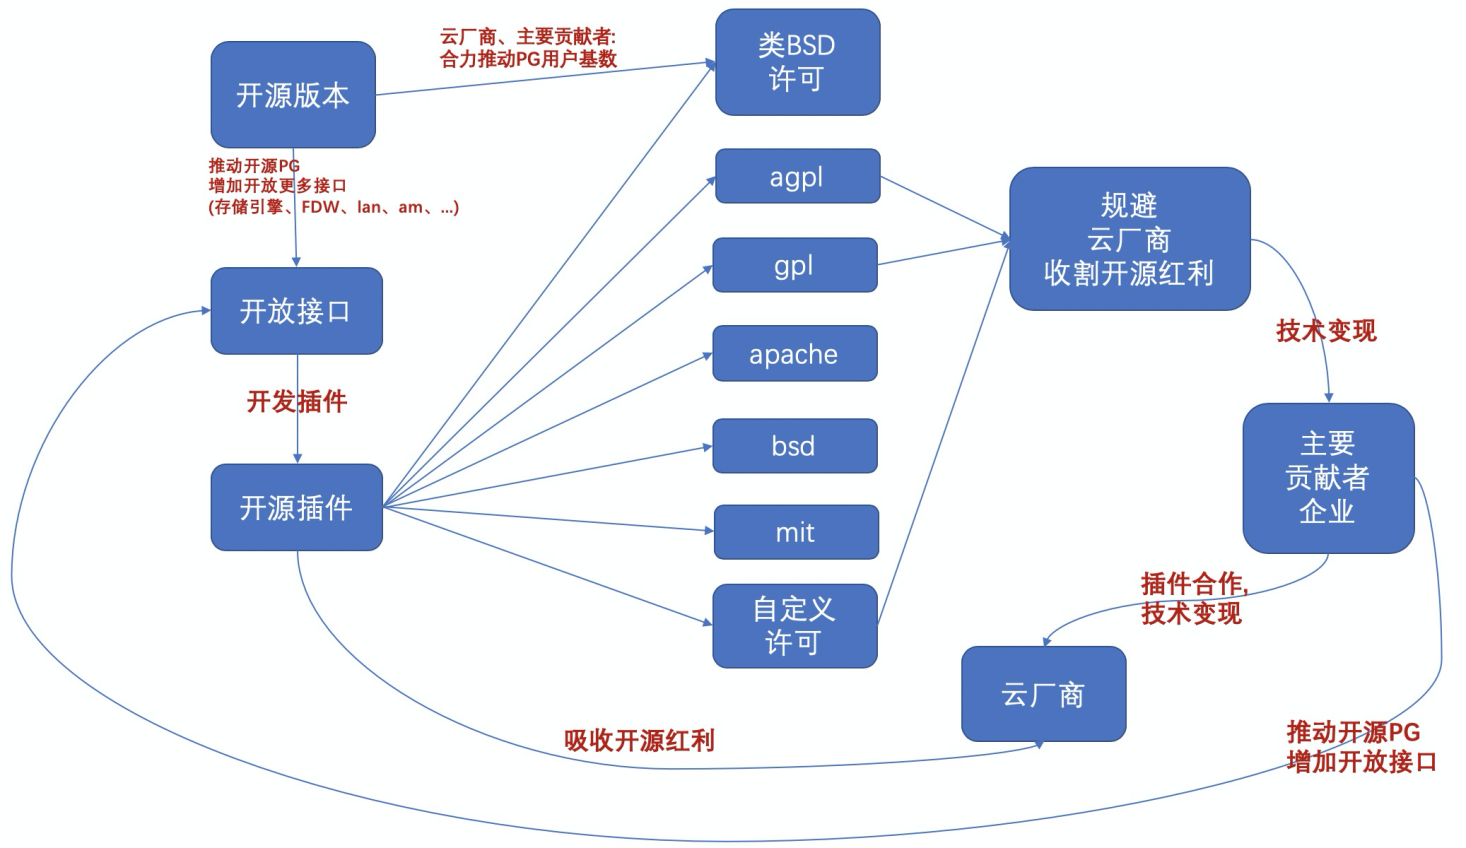 云厂商、主要贡献者:
合力推动PG用户基数
类BSD
许可
开源版本
推动开源PG
增加开放更多接口
(存储引擎、FDW、lan、am、...)
agpl
规避
云厂商
收割开源红利
gpl
开放接口
技术变现
apache
开发插件
bsd
主要
贡献者
企业
开源插件
mit
自定义
许可
插件合作,
技术变现
云厂商
吸收开源红利
推动开源PG
增加开放接口